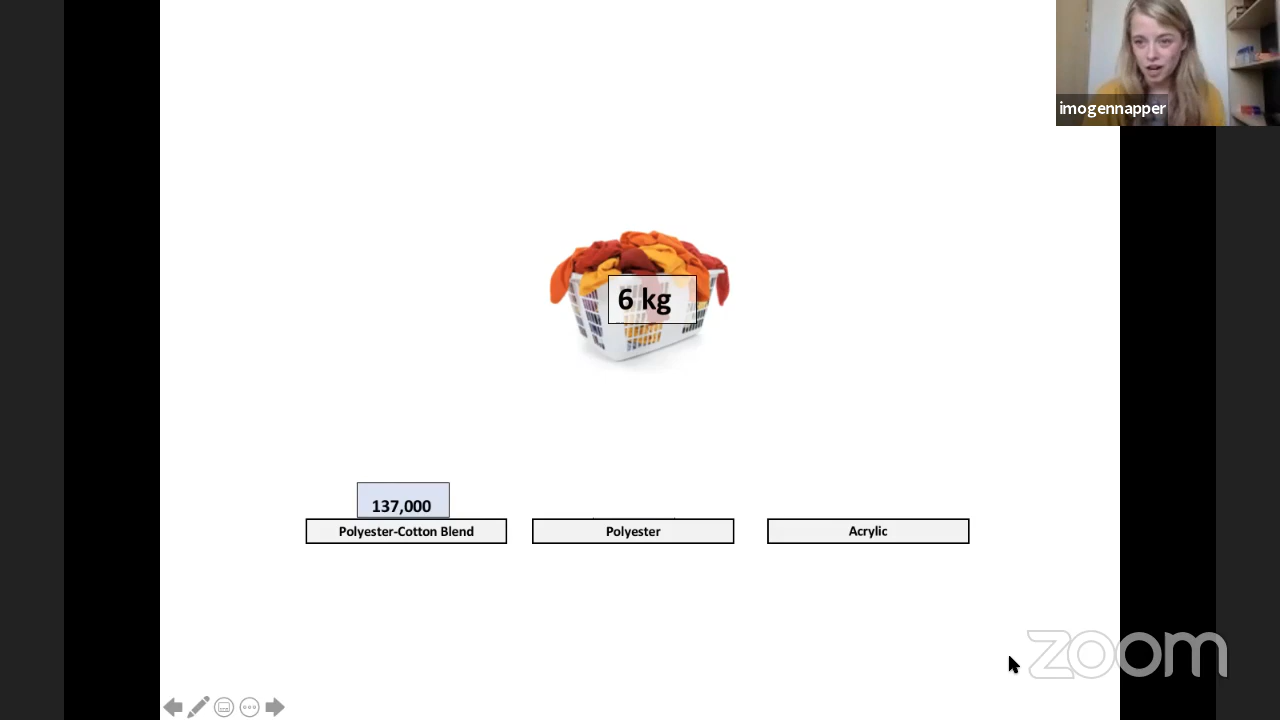 imogennapper
6 kg
137,000
Polyester-Cotton Blend
Polyester
Acrylic
zoom